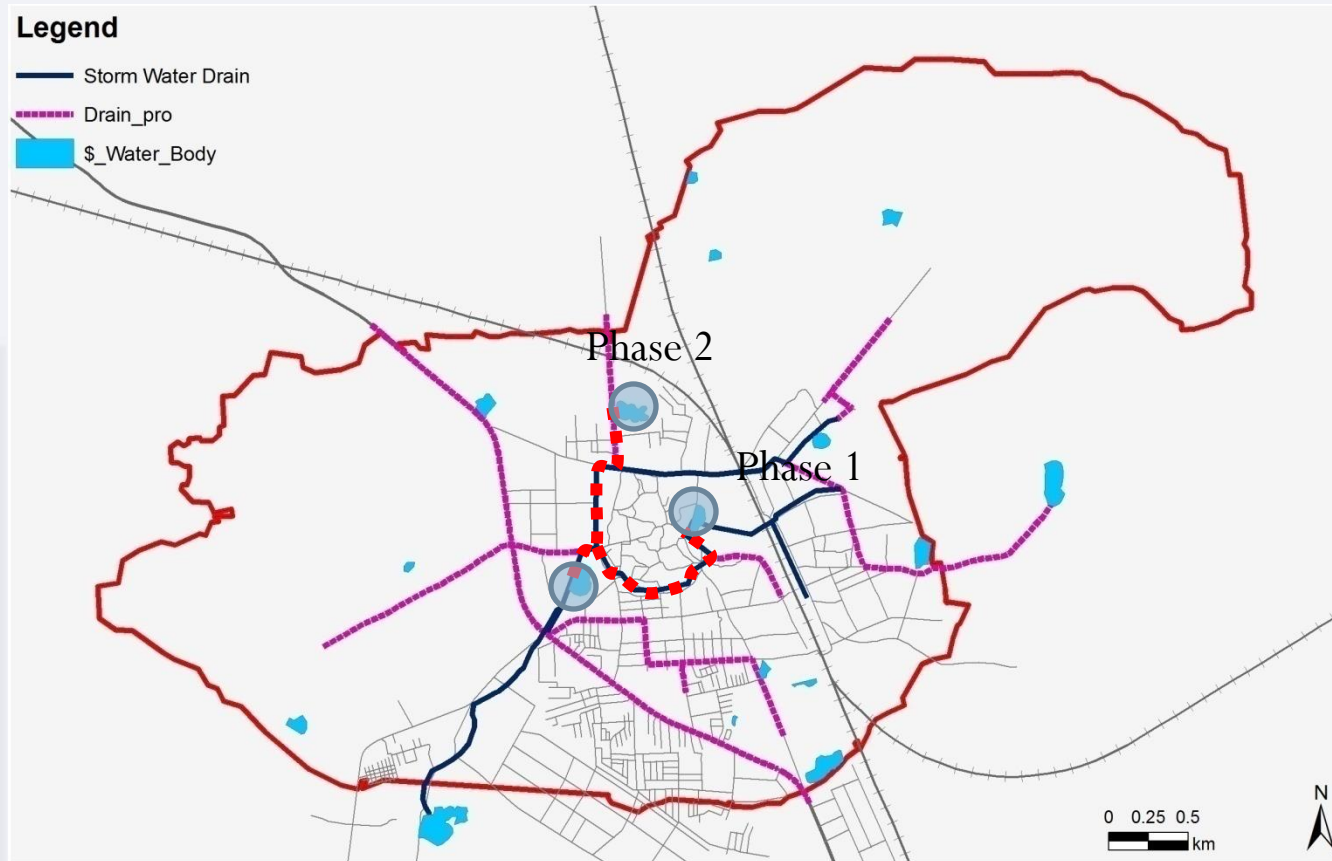 Legend
Storm Water Drain
Drain_pro
$_Water_Body
Phase 2
Phase 1
N
0 0.25 0.5
km